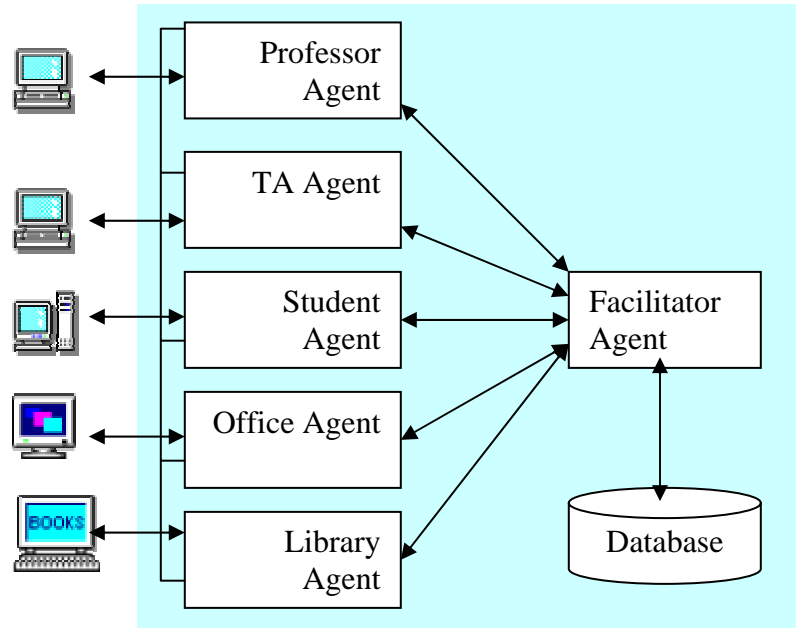 Professor
Agent
TA Agent
Student
Agent
Facilitator
Agent
Office Agent
BOOKS
Library
Agent
Database